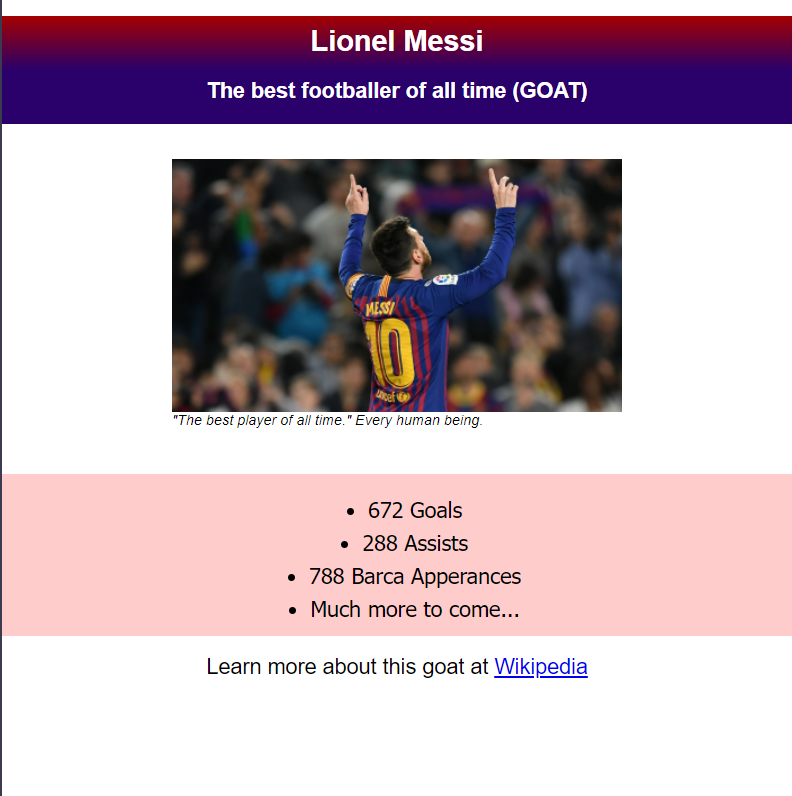 Lionel Messi
The best footballer of all time (GOAT)
MESSI
10
unicef
"The best player of all time." Every human being.
672 Goals
288 Assists
788 Barca Apperances
Much more to come...
Learn more about this goat at Wikipedia